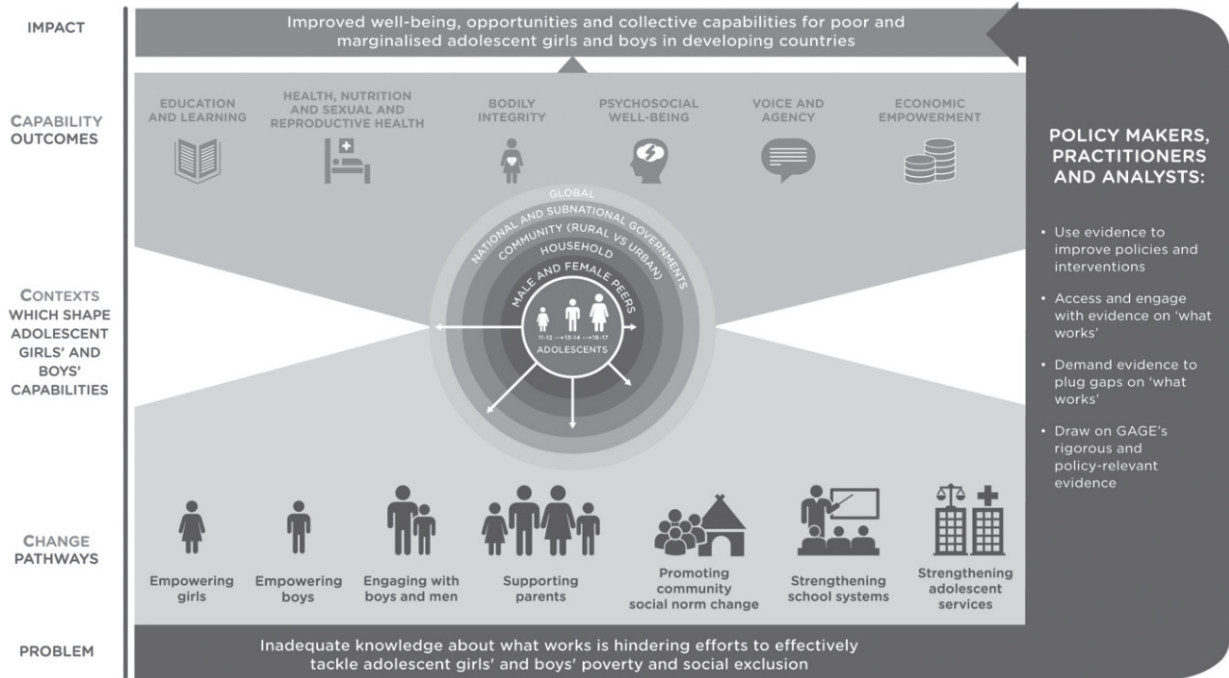 IMPACT
Improved well-being, opportunities and collective capabilities for poor and
marginalised adolescent girls and boys in developing countries
CAPABILITY
OUTCOMES
EDUCATION
AND LEARNING
HEALTH, NUTRITION
AND SEXUAL AND
REPRODUCTIVE HEALTH
BODILY
INTEGRITY
PSYCHOSOCIAL
WELL-BEING
VOICE AND
AGENCY
ECONOMIC
EMPOWERMENT
CONTEXTS
WHICH SHAPE
ADOLESCENT
GIRLS' AND
BOYS'
CAPABILITIES
GLOBAL
NATIONAL AND SUBNATIONAL GOVERNMENTS
COMMUNITY (RURAL VS URBAN)
HOUSEHOLD
MALE AND FEMALE PEERS
11-12 ⇢13-14 ⇢16-17
ADOLESCENTS
CHANGE
PATHWAYS
Empowering
girls
Empowering
boys
Engaging with
boys and men
Supporting
parents
Promoting
community
social norm change
Strengthening
school systems
Strengthening
adolescent
services
PROBLEM
Inadequate knowledge about what works is hindering efforts to effectively
tackle adolescent girls' and boys' poverty and social exclusion
POLICY MAKERS,
PRACTITIONERS
AND ANALYSTS:
• Use evidence to
improve policies and
interventions
• Access and engage
with evidence on ‘what
works’
• Demand evidence to
plug gaps on ‘what
works’
• Draw on GAGE’s
rigorous and
policy-relevant
evidence